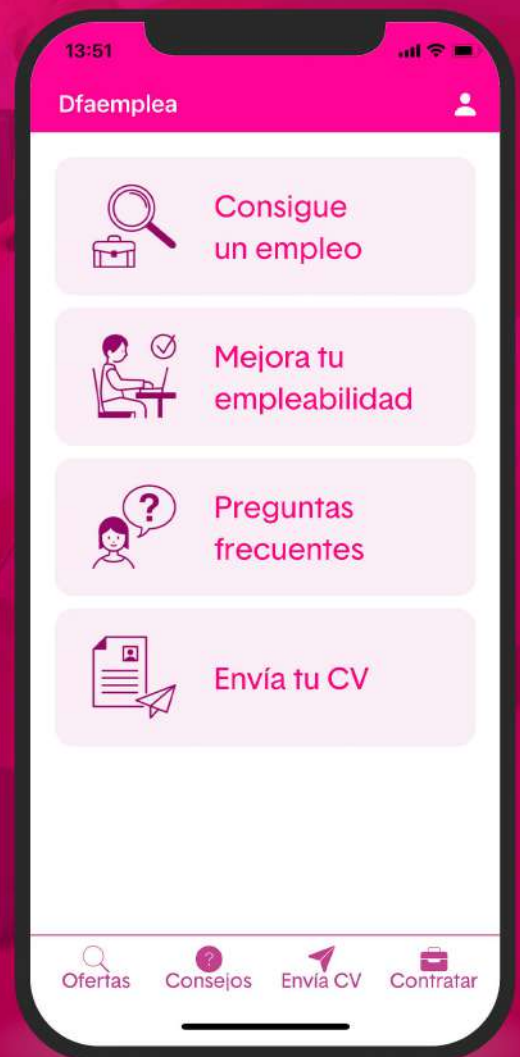 13:51
Dfaemplea
Consigue
un empleo
Mejora tu
empleabilidad
?
Preguntas
frecuentes
Envía tu CV
?
Ofertas Consejos Envía CV Contratar